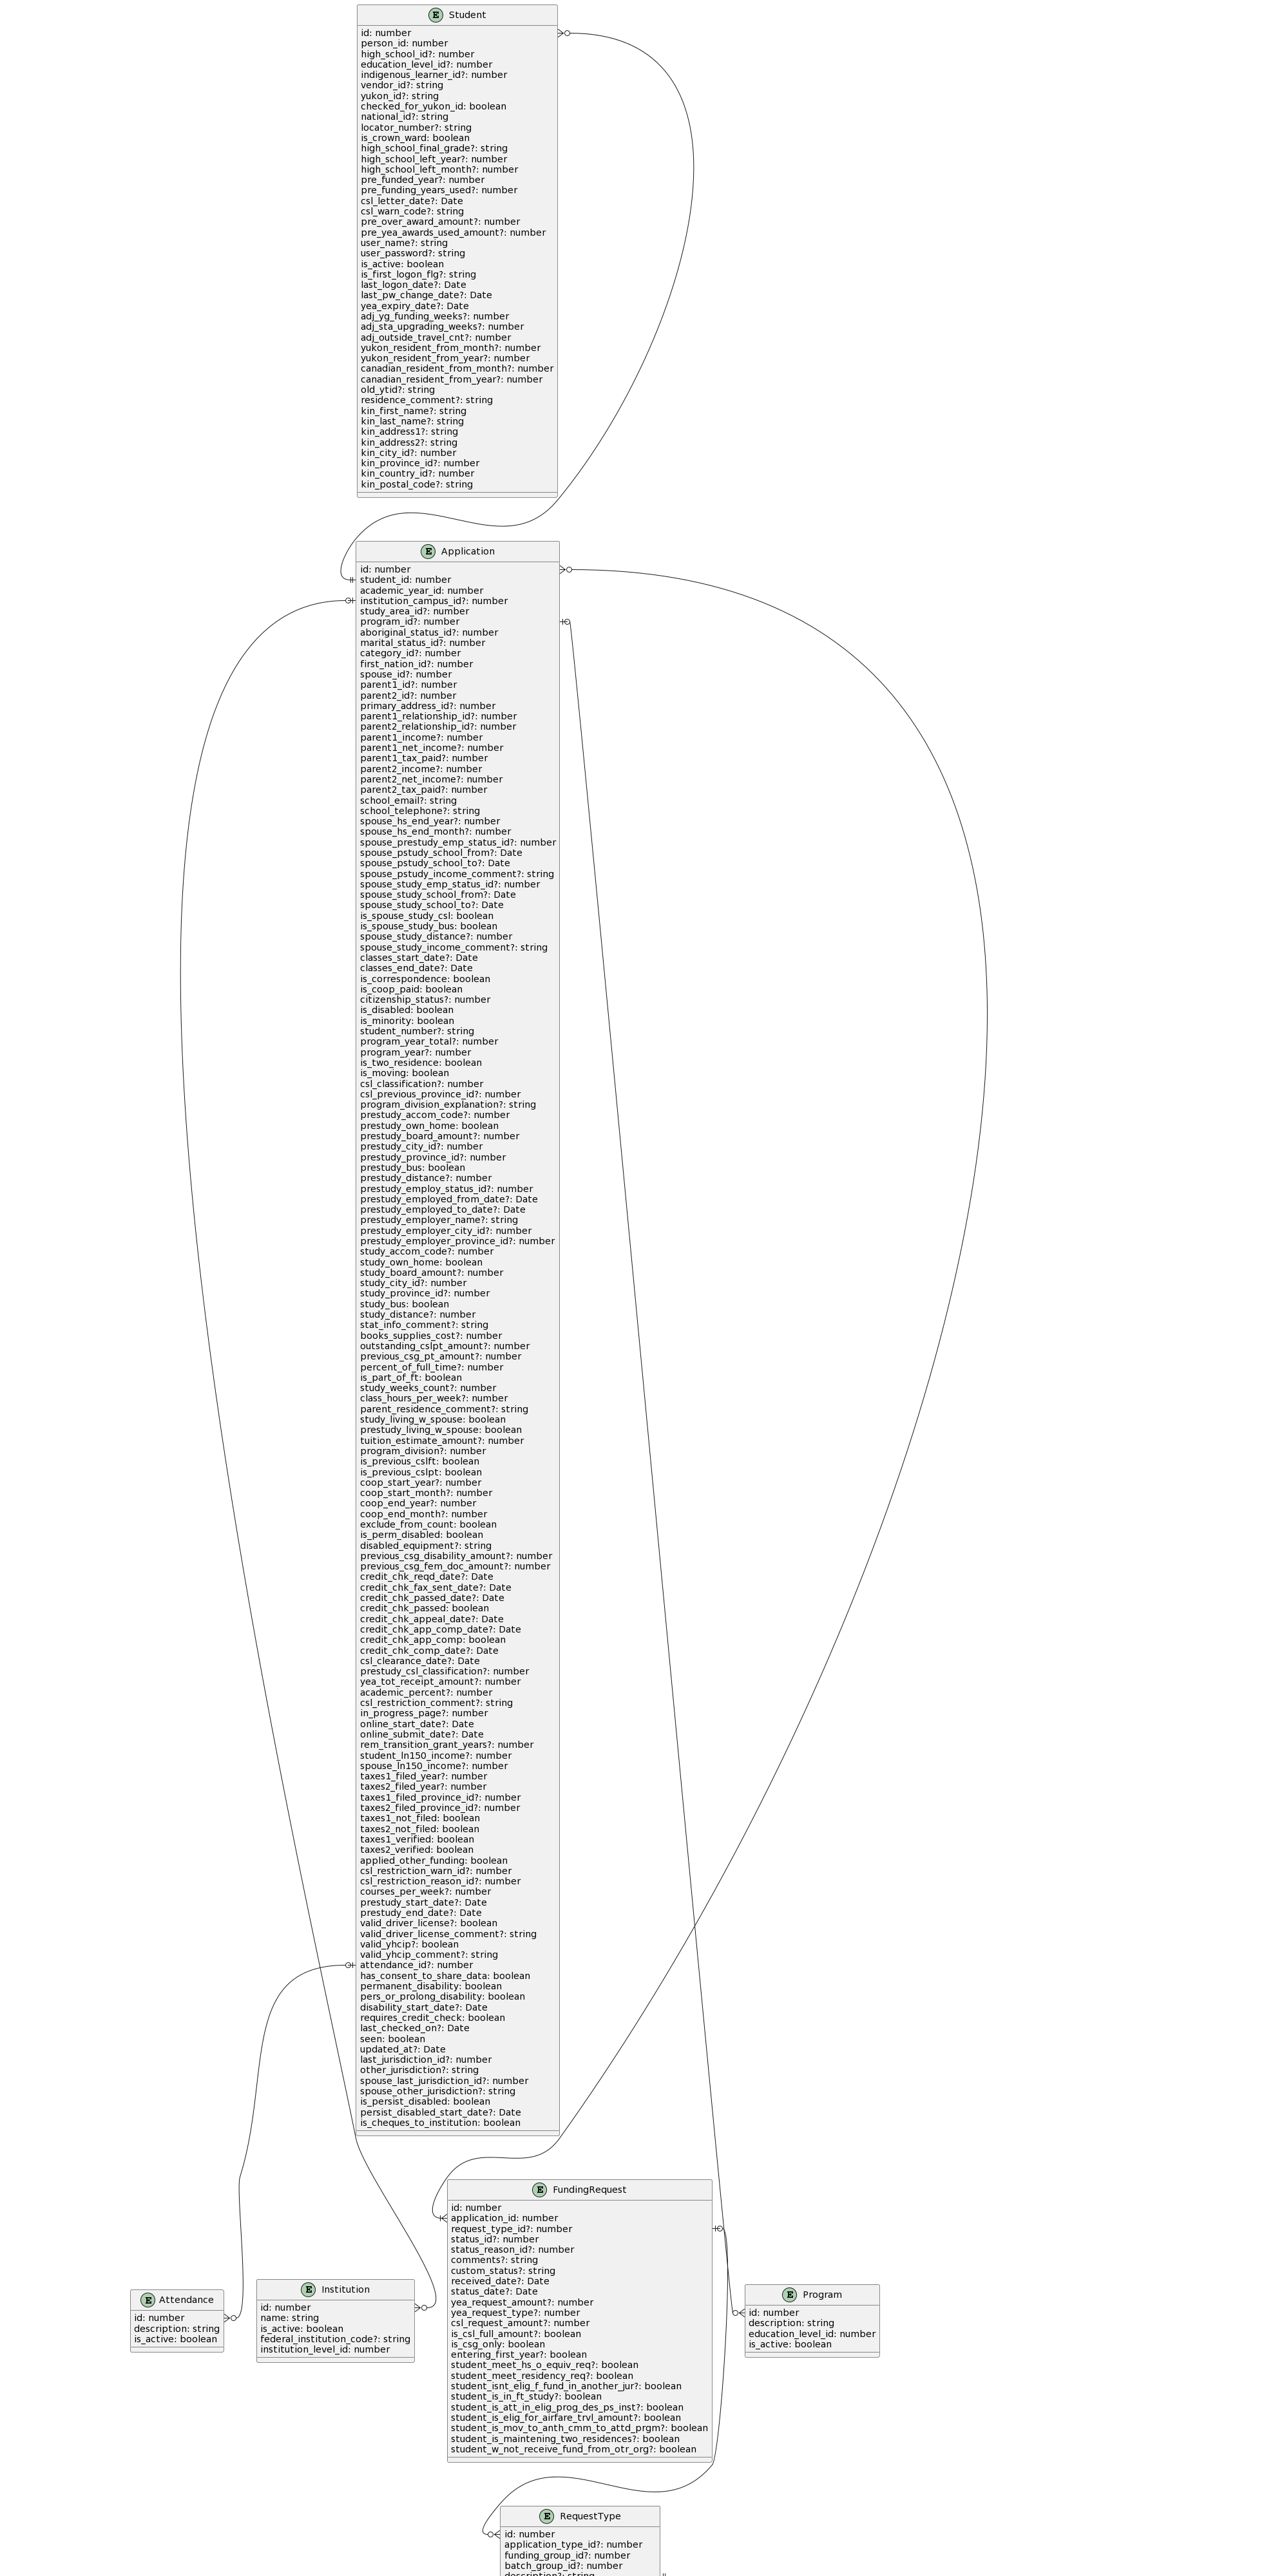 E Student
id: number
person_id: number
high_school_id?: number
education_level_id?: number
indigenous_learner_id?: number
vendor_id?: string
yukon_id?: string
checked_for_yukon_id: boolean
national_id?: string
locator_number?: string
is_crown_ward: boolean
high_school_final_grade?: string
high_school_left_year?: number
high_school_left_month?: number
pre_funded_year?: number
pre_funding_years_used?: number
csl_letter_date?: Date
csl_warn_code?: string
pre_over_award_amount?: number
pre_yea_awards_used_amount?: number
user_name?: string
user_password?: string
is_active: boolean
is_first_logon_flg?: string
last_logon_date?: Date
last_pw_change_date?: Date
yea_expiry_date?: Date
adj_yg_funding_weeks?: number
adj_sta_upgrading_weeks?: number
adj_outside_travel_cnt?: number
yukon_resident_from_month?: number
yukon_resident_from_year?: number
canadian_resident_from_month?: number
canadian_resident_from_year?: number
old_ytid?: string
residence_comment?: string
kin_first_name?: string
kin_last_name?: string
kin_address1?: string
kin_address2?: string
kin_city_id?: number
kin_province_id?: number
kin_country_id?: number
kin_postal_code?: string
E Application
id: number
student_id: number
academic_year_id: number
institution_campus_id?: number
study_area_id?: number
program_id?: number
aboriginal_status_id?: number
marital_status_id?: number
category_id?: number
first_nation_id?: number
spouse_id?: number
parent1_id?: number
parent2_id?: number
primary_address_id?: number
parent1_relationship_id?: number
parent2_relationship_id?: number
parent1_income?: number
parent1_net_income?: number
parent1_tax_paid?: number
parent2_income?: number
parent2_net_income?: number
parent2_tax_paid?: number
school_email?: string
school_telephone?: string
spouse_hs_end_year?: number
spouse_hs_end_month?: number
spouse_prestudy_emp_status_id?: number
spouse_pstudy_school_from?: Date
spouse_pstudy_school_to?: Date
spouse_pstudy_income_comment?: string
spouse_study_emp_status_id?: number
spouse_study_school_from?: Date
spouse_study_school_to?: Date
is_spouse_study_csl: boolean
is_spouse_study_bus: boolean
spouse_study_distance?: number
spouse_study_income_comment?: string
classes_start_date?: Date
classes_end_date?: Date
is_correspondence: boolean
is_coop_paid: boolean
citizenship_status?: number
is_disabled: boolean
is_minority: boolean
student_number?: string
program_year_total?: number
program_year?: number
is_two_residence: boolean
is_moving: boolean
csl_classification?: number
csl_previous_province_id?: number
program_division_explanation?: string
prestudy_accom_code?: number
prestudy_own_home: boolean
prestudy_board_amount?: number
prestudy_city_id?: number
prestudy_province_id?: number
prestudy_bus: boolean
prestudy_distance?: number
prestudy_employ_status_id?: number
prestudy_employed_from_date?: Date
prestudy_employed_to_date?: Date
prestudy_employer_name?: string
prestudy_employer_city_id?: number
prestudy_employer_province_id?: number
study_accom_code?: number
study_own_home: boolean
study_board_amount?: number
study_city_id?: number
study_province_id?: number
study_bus: boolean
study_distance?: number
stat_info_comment?: string
books_supplies_cost?: number
outstanding_cslpt_amount?: number
previous_csg_pt_amount?: number
percent_of_full_time?: number
is_part_of_ft: boolean
study_weeks_count?: number
class_hours_per_week?: number
parent_residence_comment?: string
study_living_w_spouse: boolean
prestudy_living_w_spouse: boolean
tuition_estimate_amount?: number
program_division?: number
is_previous_cslft: boolean
is_previous_cslpt: boolean
coop_start_year?: number
coop_start_month?: number
coop_end_year?: number
coop_end_month?: number
exclude_from_count: boolean
is_perm_disabled: boolean
disabled_equipment?: string
previous_csg_disability_amount?: number
previous_csg_fem_doc_amount?: number
credit_chk_reqd_date?: Date
credit_chk_fax_sent_date?: Date
credit_chk_passed_date?: Date
credit_chk_passed: boolean
credit_chk_appeal_date?: Date
credit_chk_app_comp_date?: Date
credit_chk_app_comp: boolean
credit_chk_comp_date?: Date
csl_clearance_date?: Date
prestudy_csl_classification?: number
yea_tot_receipt_amount?: number
academic_percent?: number
csl_restriction_comment?: string
in_progress_page?: number
online_start_date?: Date
online_submit_date?: Date
rem_transition_grant_years?: number
student_ln150_income?: number
spouse_ln150_income?: number
taxes1_filed_year?: number
taxes2_filed_year?: number
taxes1_filed_province_id?: number
taxes2_filed_province_id?: number
taxes1_not_filed: boolean
taxes2_not_filed: boolean
taxes1_verified: boolean
taxes2_verified: boolean
applied_other_funding: boolean
csl_restriction_warn_id?: number
csl_restriction_reason_id?: number
courses_per_week?: number
prestudy_start_date?: Date
prestudy_end_date?: Date
valid_driver_license?: boolean
valid_driver_license_comment?: string
valid_yhcip?: boolean
valid_yhcip_comment?: string
attendance_id?: number
has_consent_to_share_data: boolean
permanent_disability: boolean
pers_or_prolong_disability: boolean
disability_start_date?: Date
requires_credit_check: boolean
last_checked_on?: Date
seen: boolean
updated_at?: Date
last_jurisdiction_id?: number
other_jurisdiction?: string
spouse_last_jurisdiction_id?: number
spouse_other_jurisdiction?: string
is_persist_disabled: boolean
persist_disabled_start_date?: Date
is_cheques_to_institution: boolean
E Attendance
id: number
description: string
is_active: boolean
E Institution
id: number
name: string
is_active: boolean
federal_institution_code?: string
institution_level_id: number
E FundingRequest
id: number
application_id: number
request_type_id?: number
status_id?: number
status_reason_id?: number
comments?: string
custom_status?: string
received_date?: Date
status_date?: Date
yea_request_amount?: number
yea_request_type?: number
csl_request_amount?: number
is_csl_full_amount?: boolean
is_csg_only: boolean
entering_first_year?: boolean
student_meet_hs_o_equiv_req?: boolean
student_meet_residency_req?: boolean
student_isnt_elig_f_fund_in_another_jur?: boolean
student_is_in_ft_study?: boolean
student_is_att_in_elig_prog_des_ps_inst?: boolean
student_is_elig_for_airfare_trvl_amount?: boolean
student_is_mov_to_anth_cmm_to_attd_prgm?: boolean
student_is_maintening_two_residences?: boolean
student_w_not_receive_fund_from_otr_org?: boolean
E Program
id: number
description: string
education_level_id: number
is_active: boolean
E RequestType
id: number
application_type_id?: number
funding_group_id?: number
batch_group_id?: number
description?: string